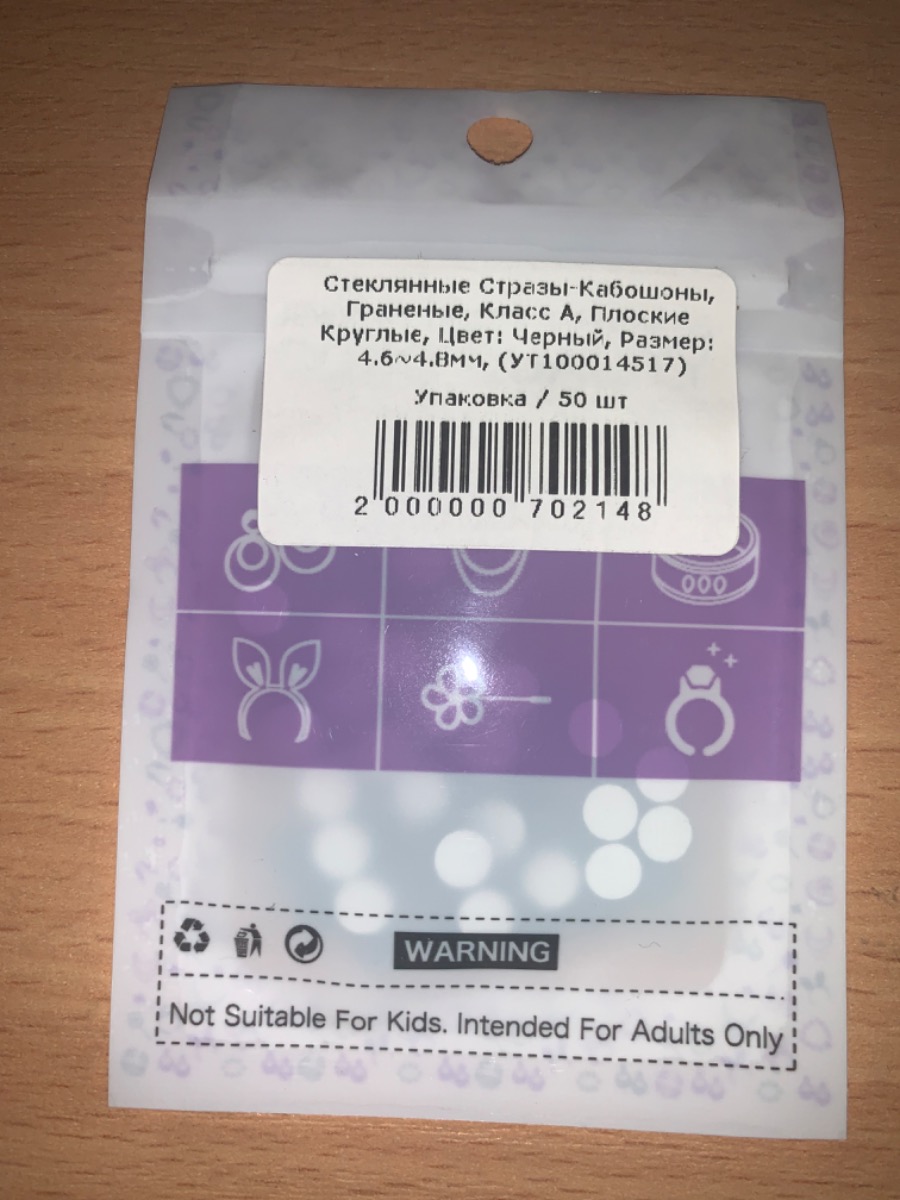 Стеклянные Стразы-Кабошоны,
Граненые, Класс А, Плоские
Круглые, Цвет: Черный, Размер:
4.6~4.8мм, (УТ100014517)
Упаковка / 50 шт
2 000000 702148
WARNING
Not Suitable For Kids. Intended For Adults Only